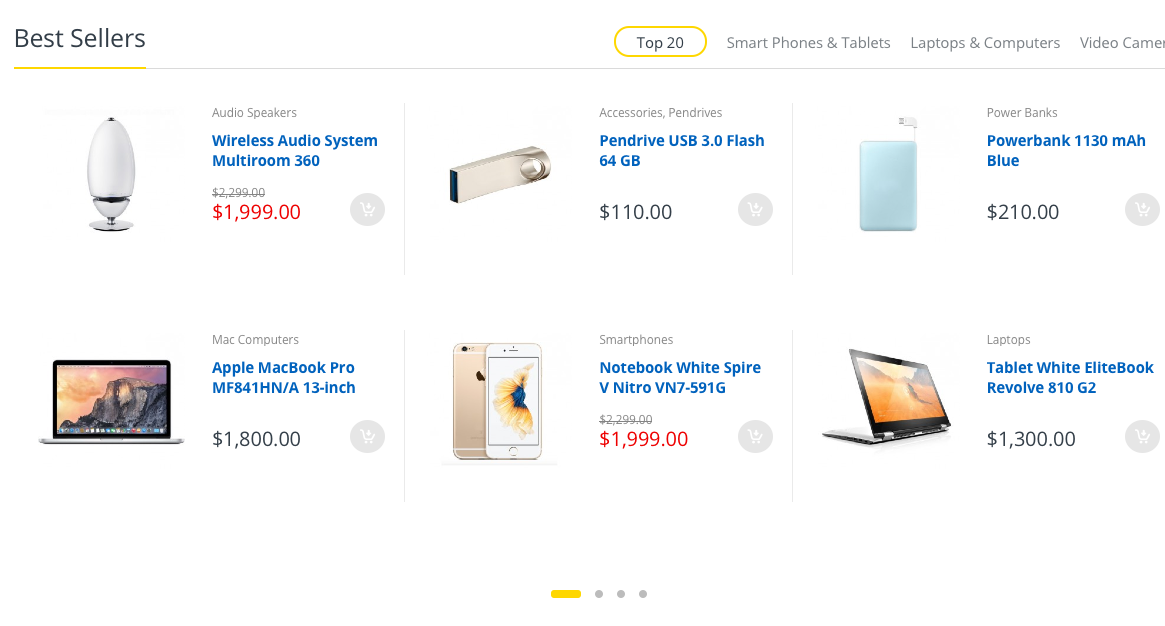 Best Sellers
Top 20
Smart Phones & Tablets
Laptops & Computers
Video Camer
Audio Speakers
Wireless Audio System
Multiroom 360
$2,299.00
$1,999.00
Accessories, Pendrives
Pendrive USB 3.0 Flash
64 GB
$110.00
Power Banks
Powerbank 1130 mAh
Blue
$210.00
Mac Computers
Apple MacBook Pro
MF841HN/A 13-inch
$1,800.00
Smartphones
Notebook White Spire
V Nitro VN7-591G
$2,299.00
$1,999.00
Laptops
Tablet White EliteBook
Revolve 810 G2
$1,300.00